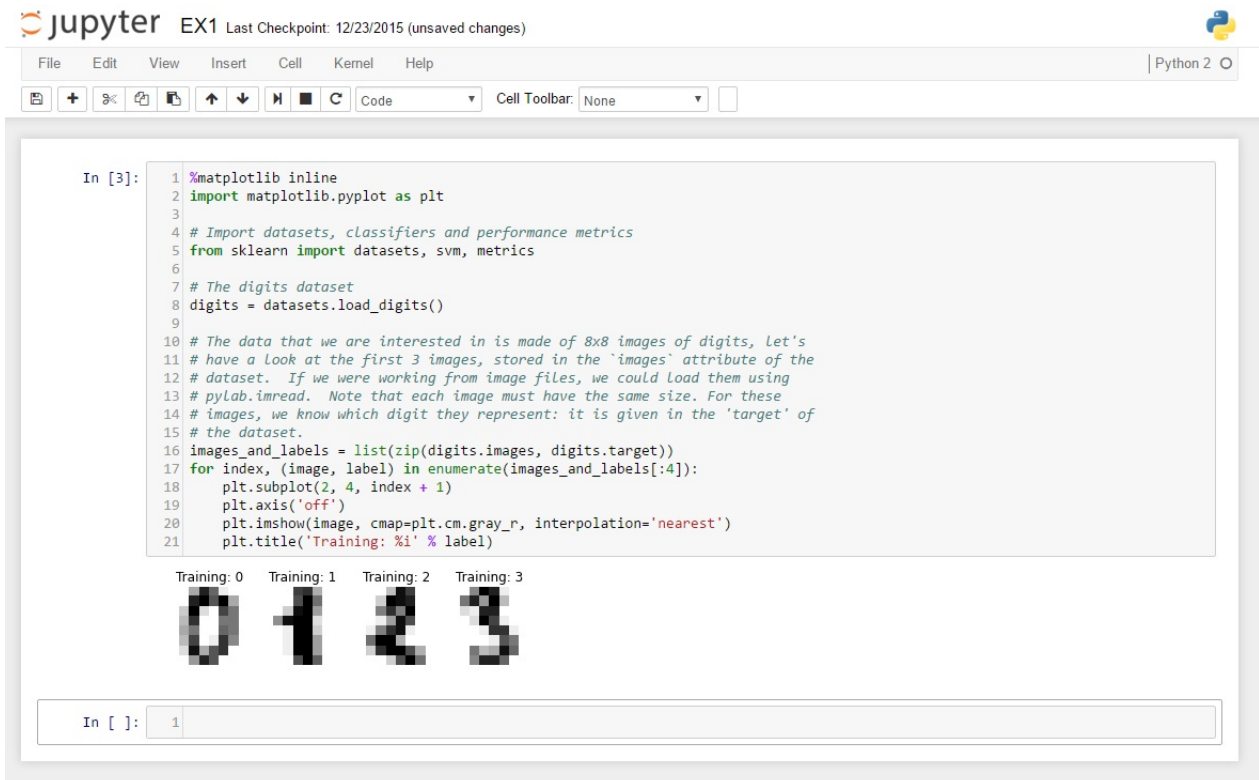 jupyter EX1 Last Checkpoint: 12/23/2015 (unsaved changes)
File Edit View Insert Cell Kernel Help Python 2
Code Cell Toolbar: None
In [3]:
1 %matplotlib inline
2 import matplotlib.pyplot as plt
3
4 # Import datasets, classifiers and performance metrics
5 from sklearn import datasets, svm, metrics
6
7 # The digits dataset
8 digits = datasets.load_digits()
9
10 # The data that we are interested in is made of 8x8 images of digits, let's
11 # have a look at the first 3 images, stored in the `images` attribute of the
12 # dataset.  If we were working from image files, we could load them using
13 # pylab.imread.  Note that each image must have the same size. For these
14 # images, we know which digit they represent: it is given in the 'target' of
15 # the dataset.
16 images_and_labels = list(zip(digits.images, digits.target))
17 for index, (image, label) in enumerate(images_and_labels[:4]):
18     plt.subplot(2, 4, index + 1)
19     plt.axis('off')
20     plt.imshow(image, cmap=plt.cm.gray_r, interpolation='nearest')
21     plt.title('Training: %i' % label)
Training: 0 Training: 1 Training: 2 Training: 3
0 1 2 3
In [ ]: 1